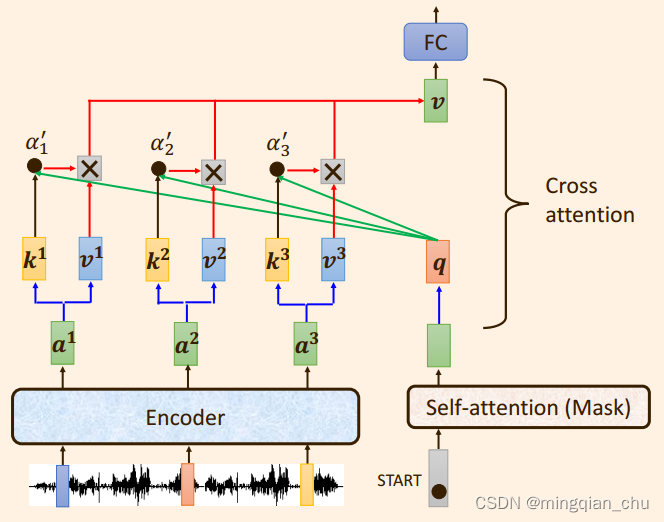 FC
v
α′₁
α′₂
α′₃
Cross
attention
k¹
v¹
k²
v²
k³
v³
q
a¹
a²
a³
Encoder
Self-attention (Mask)
START
CSDN @mingqian_chu